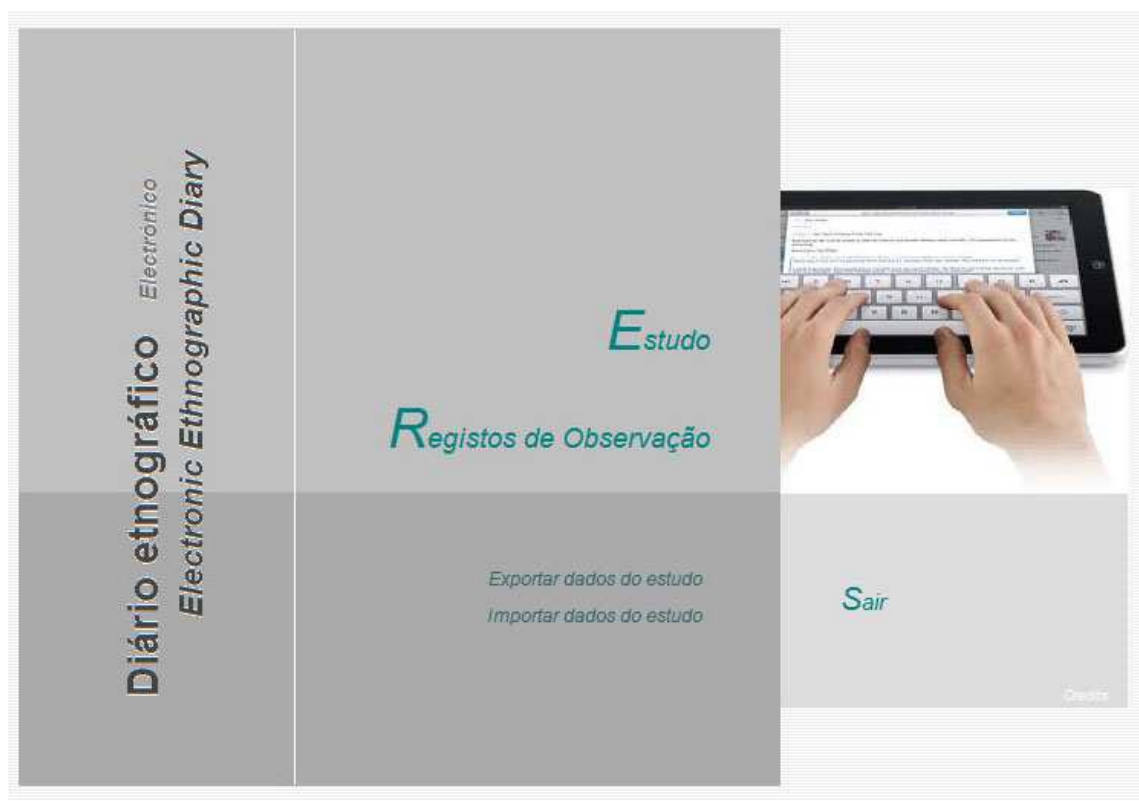 Diário etnográfico Electrónico
Electronic Ethnographic Diary
Estudo
Registos de Observação
Exportar dados do estudo
Importar dados do estudo
Sair
Credits